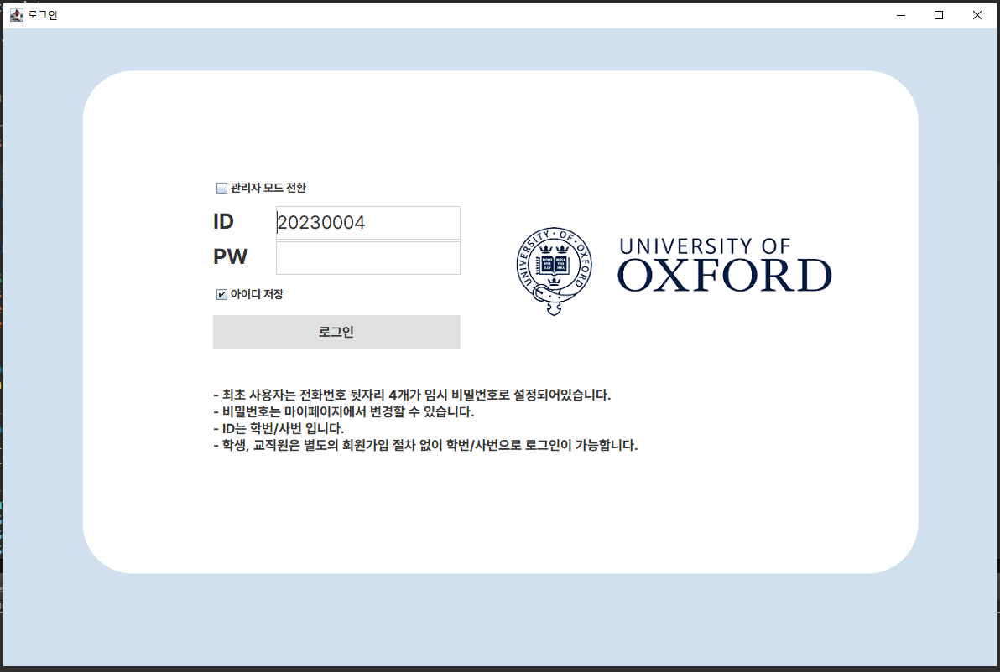 로그인
관리자 모드 전환
ID
20230004
PW
아이디 저장
로그인
UNIVERSITY OF OXFORD
UNIVERSITY OF
OXFORD
- 최초 사용자는 전화번호 뒷자리 4개가 임시 비밀번호로 설정되어있습니다.
- 비밀번호는 마이페이지에서 변경할 수 있습니다.
- ID는 학번/사번 입니다.
- 학생, 교직원은 별도의 회원가입 절차 없이 학번/사번으로 로그인이 가능합니다.